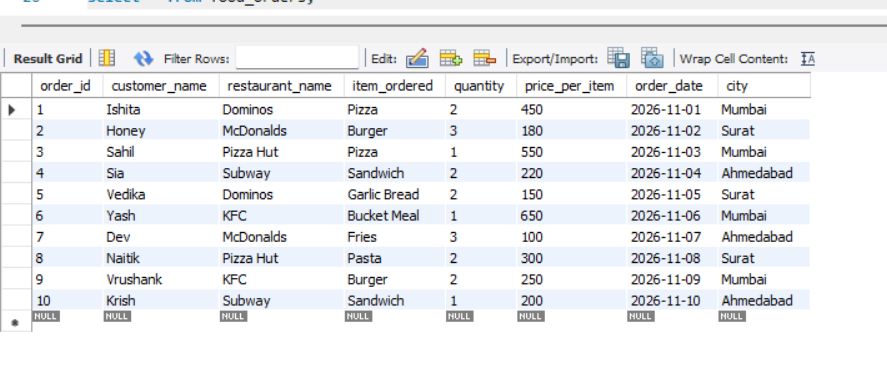 Result Grid Filter Rows: Edit: Export/Import: Wrap Cell Content: IA
order_id customer_name restaurant_name item_ordered quantity price_per_item order_date city
1 Ishita Dominos Pizza 2 450 2026-11-01 Mumbai
2 Honey McDonalds Burger 3 180 2026-11-02 Surat
3 Sahil Pizza Hut Pizza 1 550 2026-11-03 Mumbai
4 Sia Subway Sandwich 2 220 2026-11-04 Ahmedabad
5 Vedika Dominos Garlic Bread 2 150 2026-11-05 Surat
6 Yash KFC Bucket Meal 1 650 2026-11-06 Mumbai
7 Dev McDonalds Fries 3 100 2026-11-07 Ahmedabad
8 Naitik Pizza Hut Pasta 2 300 2026-11-08 Surat
9 Vrushank KFC Burger 2 250 2026-11-09 Mumbai
10 Krish Subway Sandwich 1 200 2026-11-10 Ahmedabad
NULL NULL NULL NULL NULL NULL NULL NULL